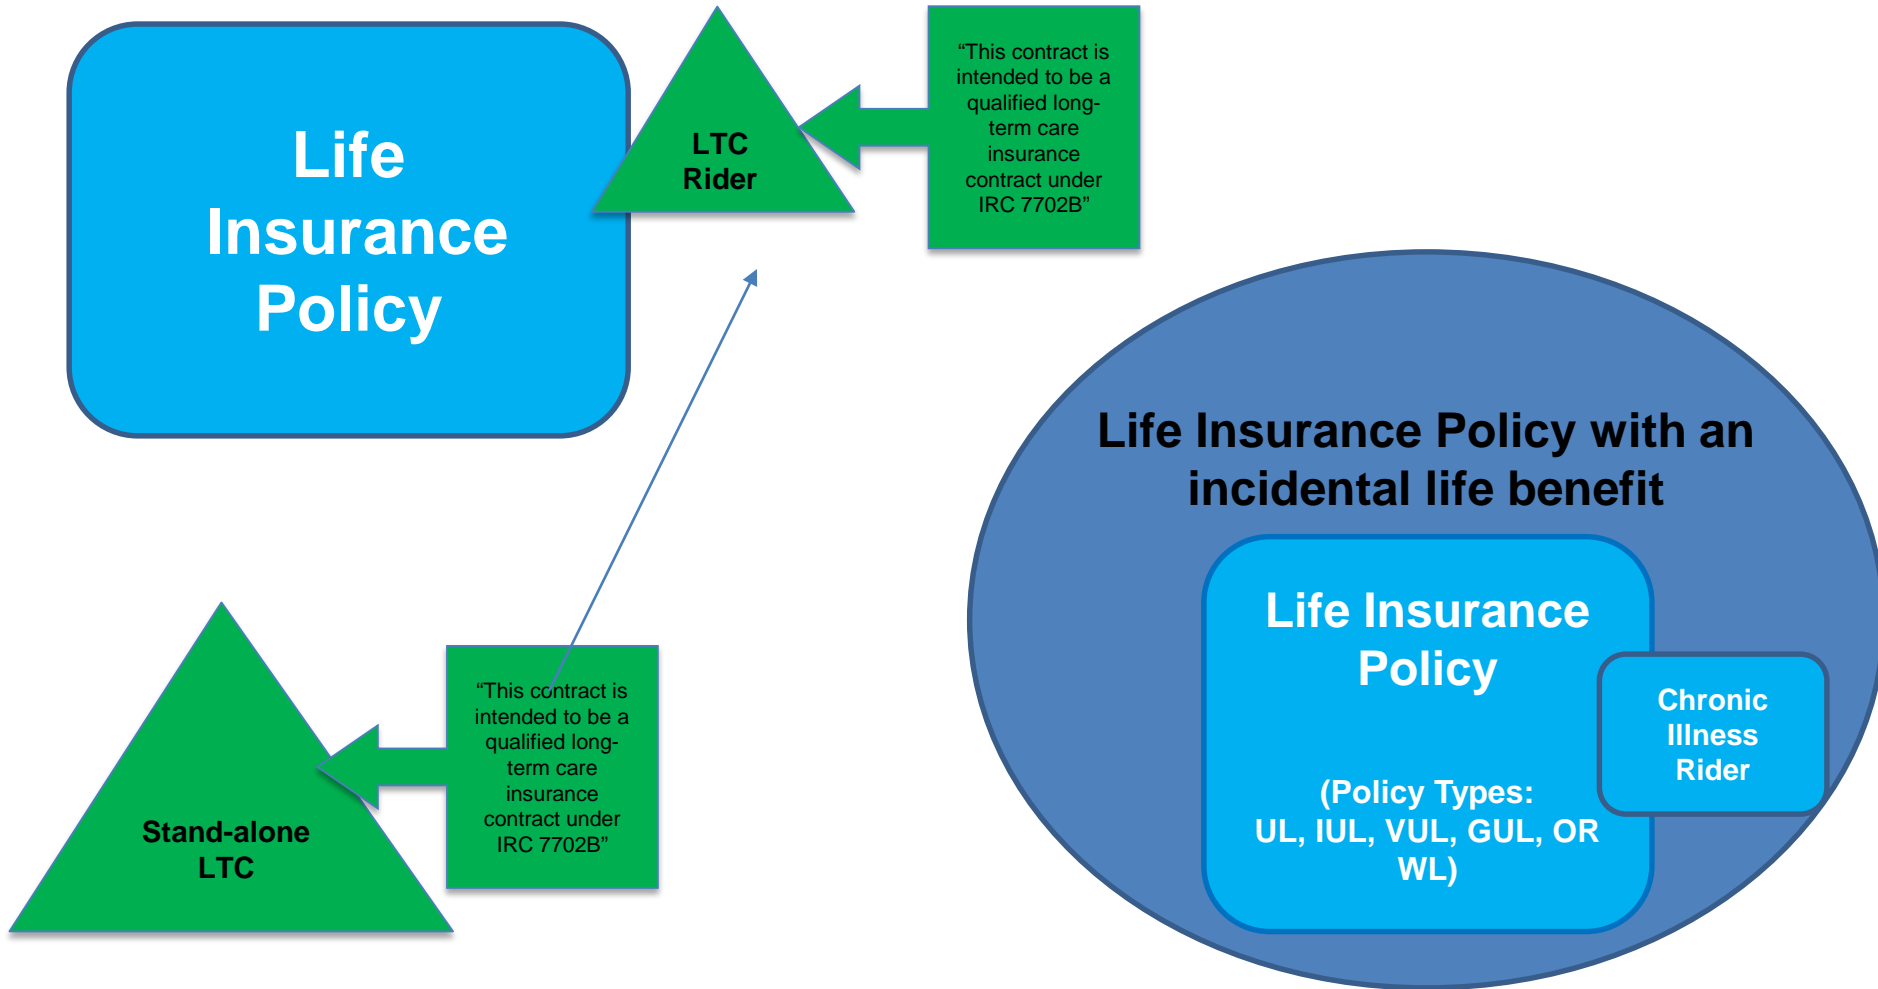 Life
Insurance
Policy
LTC
Rider
“This contract is
intended to be a
qualified long-
term care
insurance
contract under
IRC 7702B”
Life Insurance Policy with an
incidental life benefit
Life Insurance
Policy
(Policy Types:
UL, IUL, VUL, GUL, OR
WL)
Chronic
Illness
Rider
Stand-alone
LTC
“This contract is
intended to be a
qualified long-
term care
insurance
contract under
IRC 7702B”